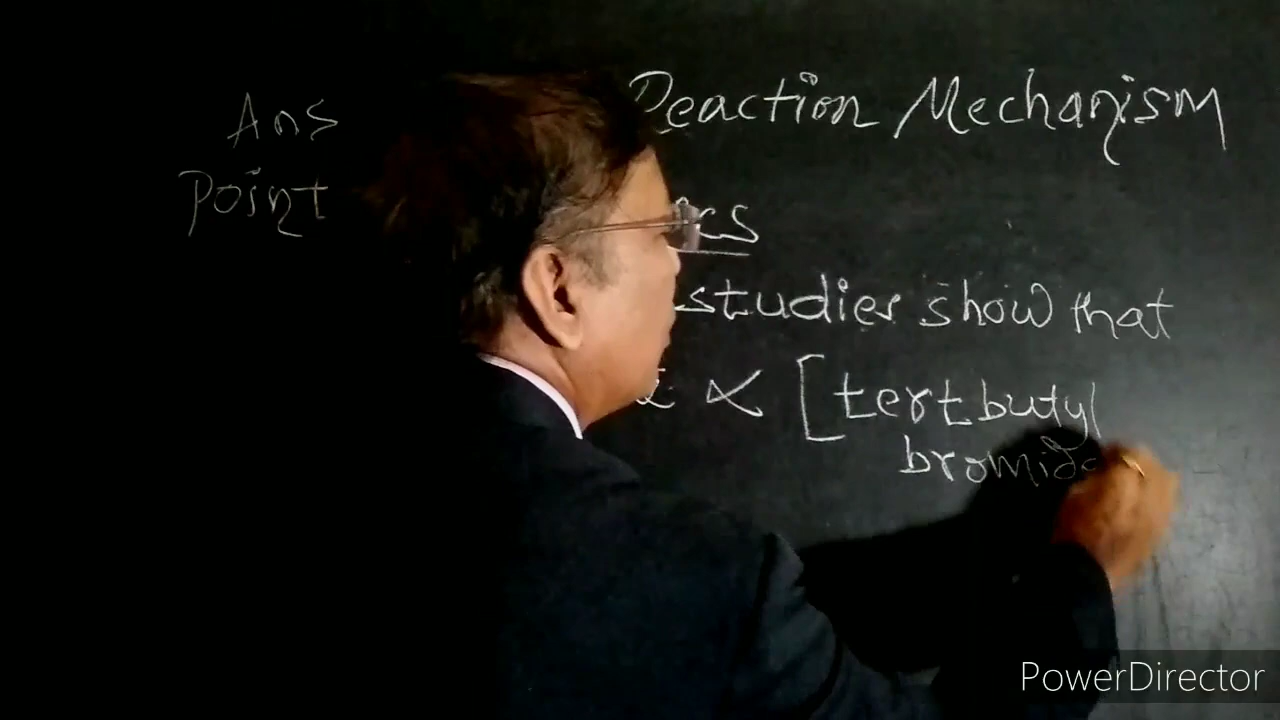 Ans Reaction Mechanism
Point
studies show that
∝ [tert butyl
bromide
PowerDirector